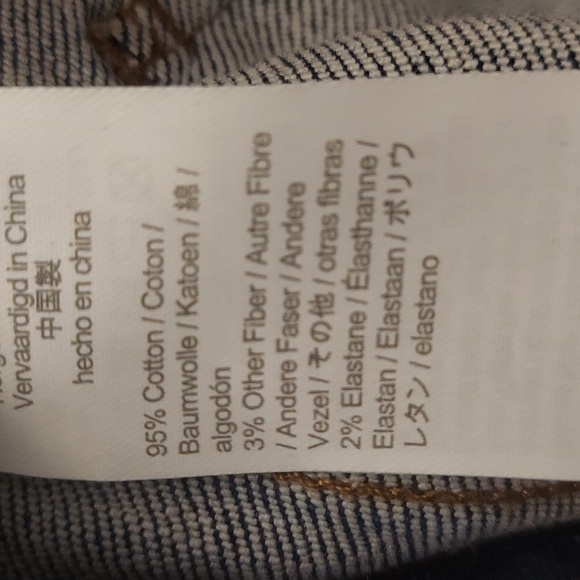 Vervaardigd in China
中国製
hecho en china
95% Cotton / Coton /
Baumwolle / Katoen / 綿 /
algodón
3% Other Fiber / Autre Fibre
/ Andere Faser / Andere
Vezel / その他 / otras fibras
2% Elastane / Élasthanne /
Elastan / Elastaan / ポリウ
レタン / elastano